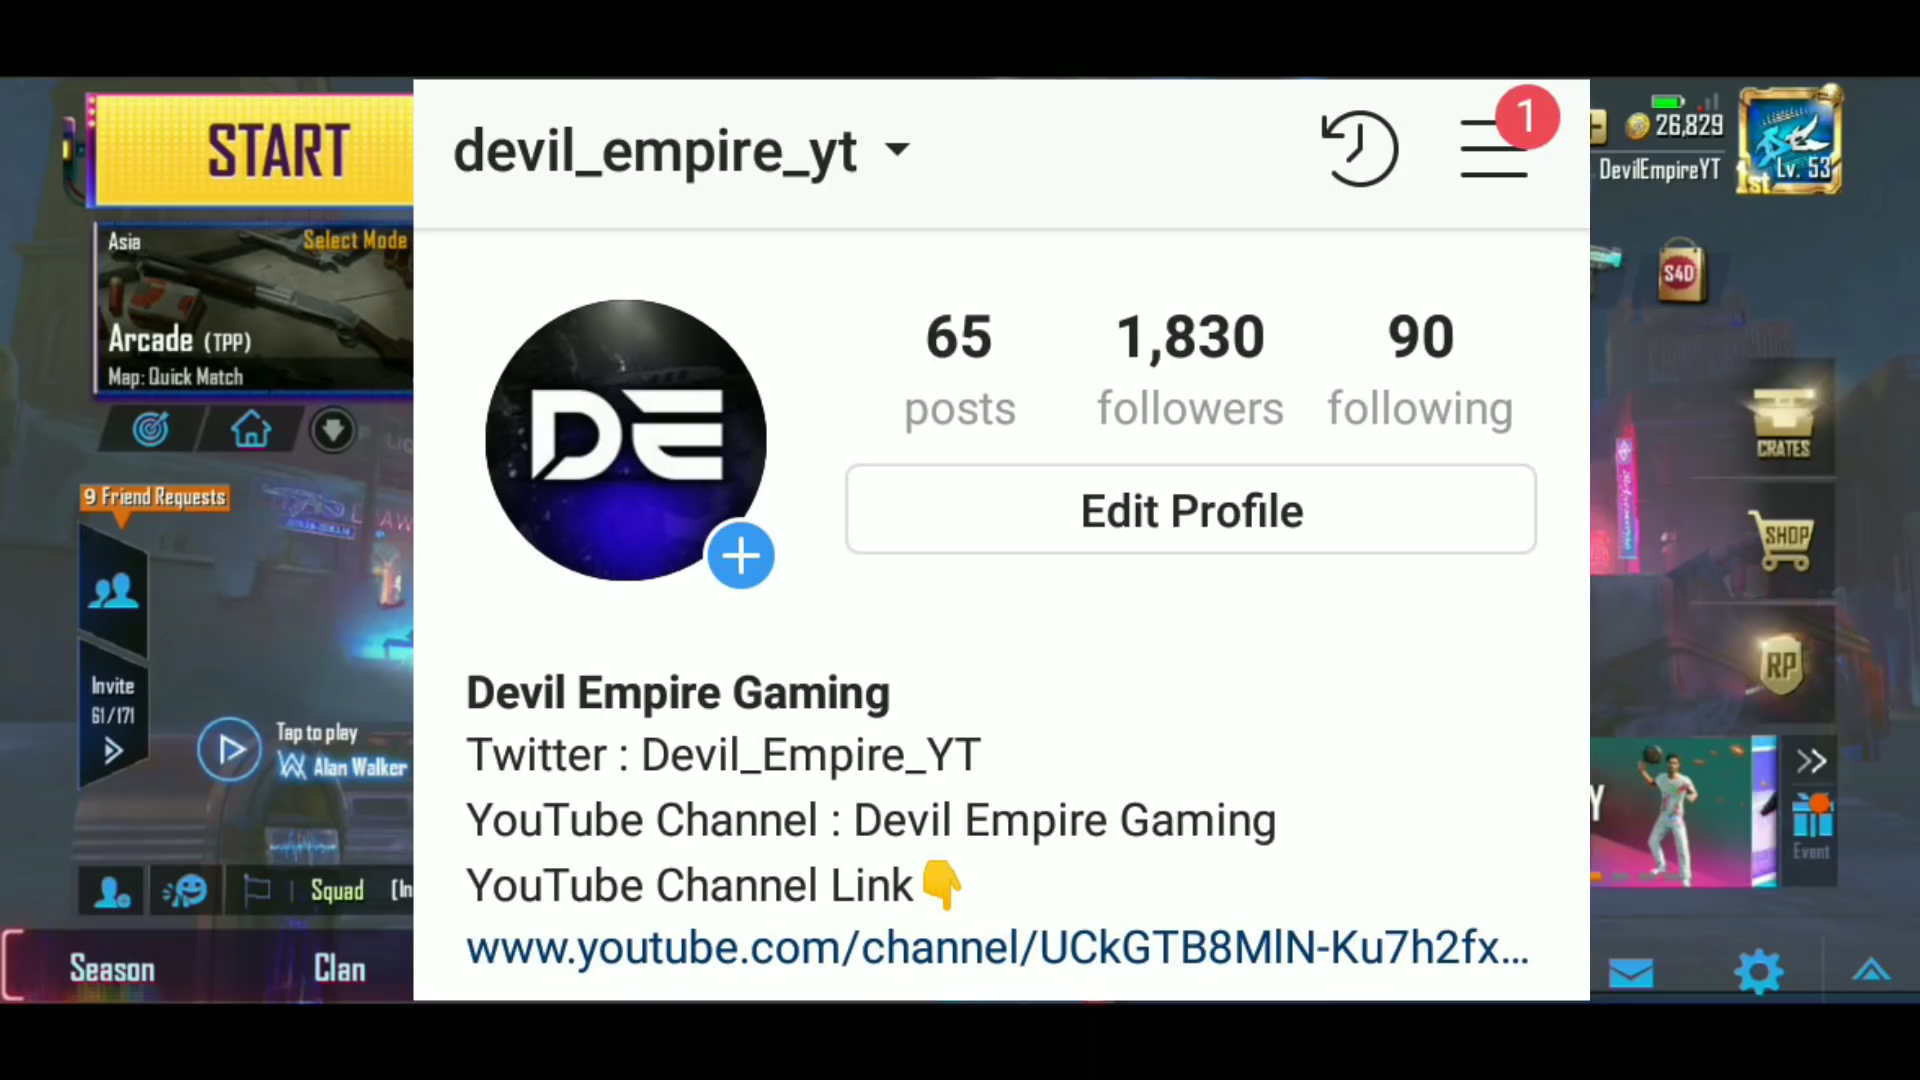 START
Asia
Select Mode
Arcade (TPP)
Map: Quick Match
9 Friend Requests
Invite
61/171
Tap to play
Alan Walker
Squad
Season
Clan
devil_empire_yt
1
DE
65
1,830
90
posts
followers
following
Edit Profile
Devil Empire Gaming
Twitter : Devil_Empire_YT
YouTube Channel : Devil Empire Gaming
YouTube Channel Link👇
www.youtube.com/channel/UCkGTB8MlN-Ku7h2fx...
26,829
DevilEmpireYT
1st
Lv. 53
S4D
CRATES
SHOP
RP
Y
Event